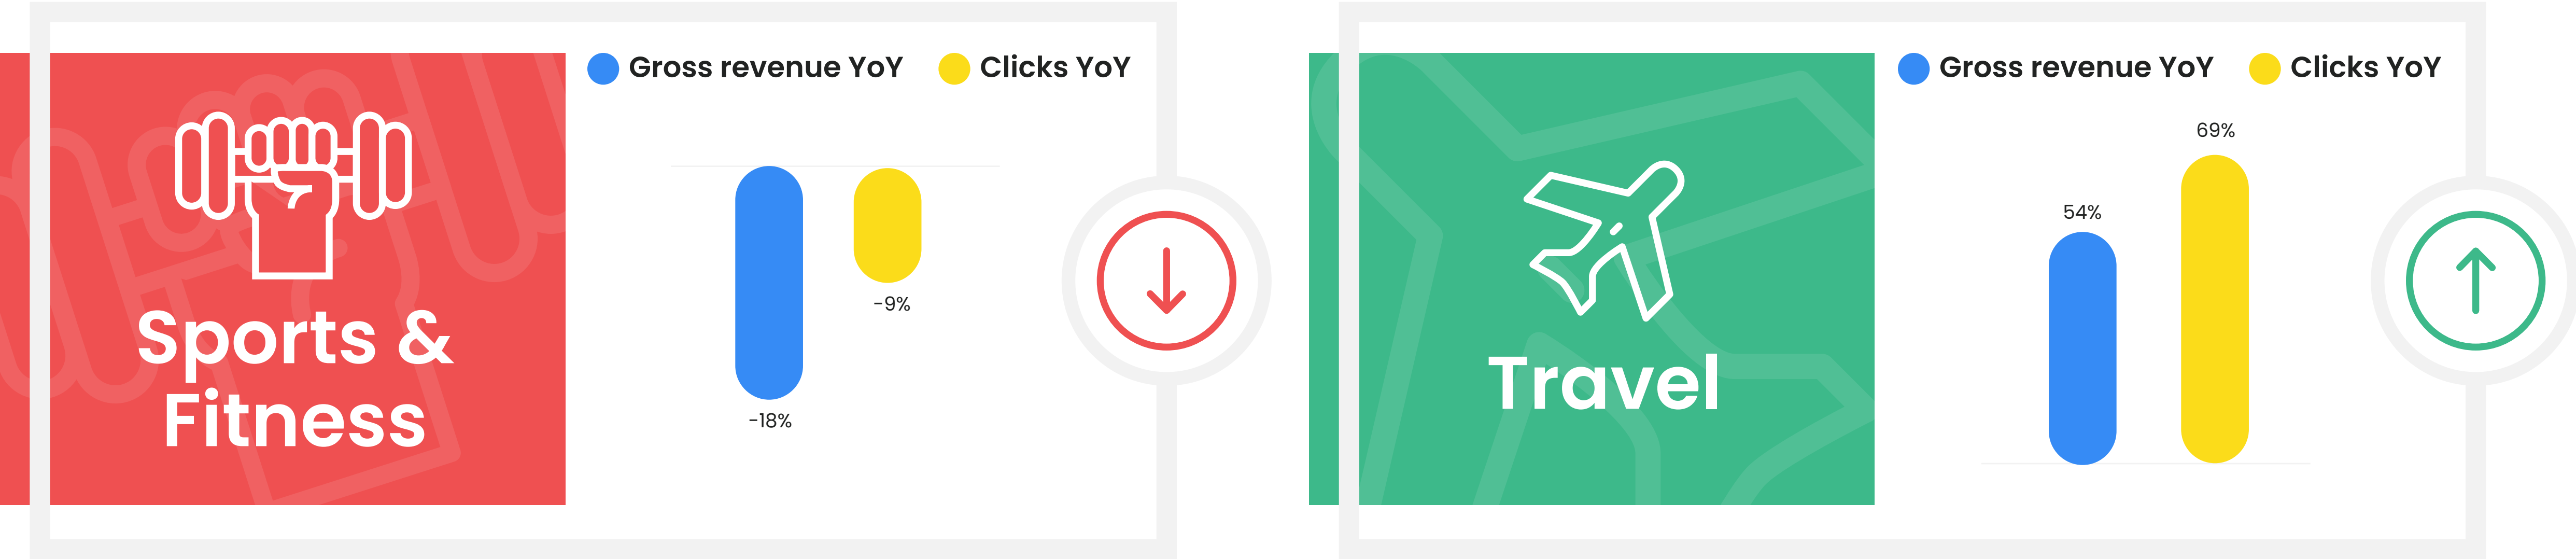 Gross revenue YoY
Clicks YoY
-9%
-18%
Sports &
Fitness
Gross revenue YoY
Clicks YoY
69%
54%
Travel